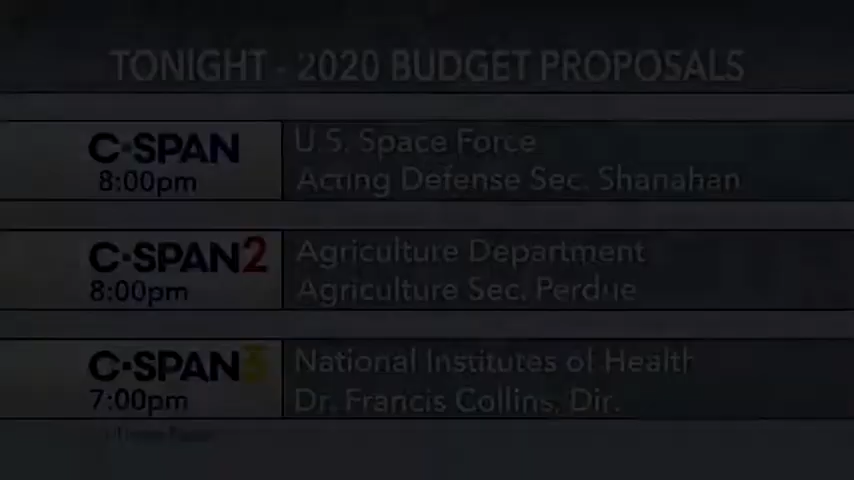 TONIGHT - 2020 BUDGET PROPOSALS
C·SPAN
8:00pm
U.S. Space Force
Acting Defense Sec. Shanahan
C·SPAN2
8:00pm
Agriculture Department
Agriculture Sec. Perdue
C·SPAN3
7:00pm
National Institutes of Health
Dr. Francis Collins, Dir.